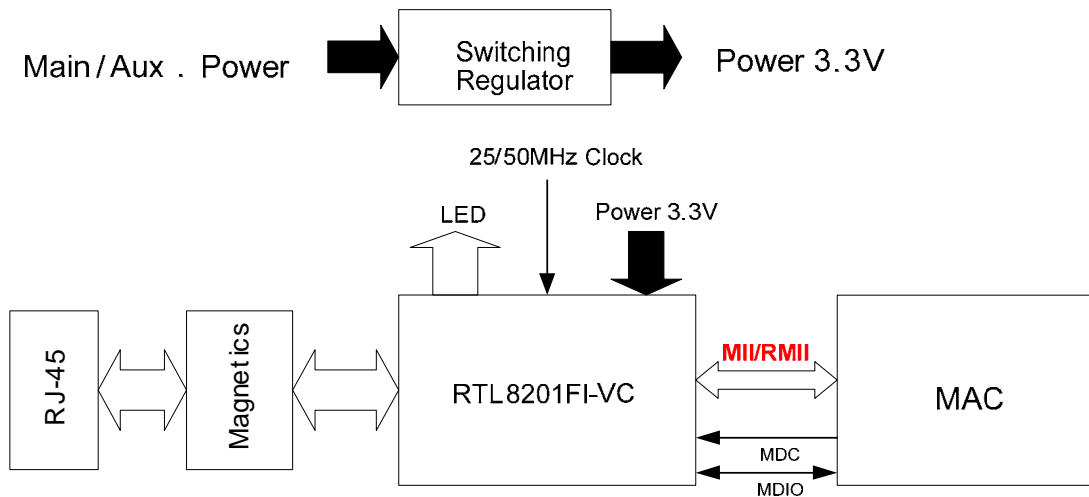 Main/Aux . Power
Switching
Regulator
Power 3.3V
25/50MHz Clock
LED
Power 3.3V
RJ-45
Magnetics
RTL8201FI-VC
MII/RMII
MAC
MDC
MDIO